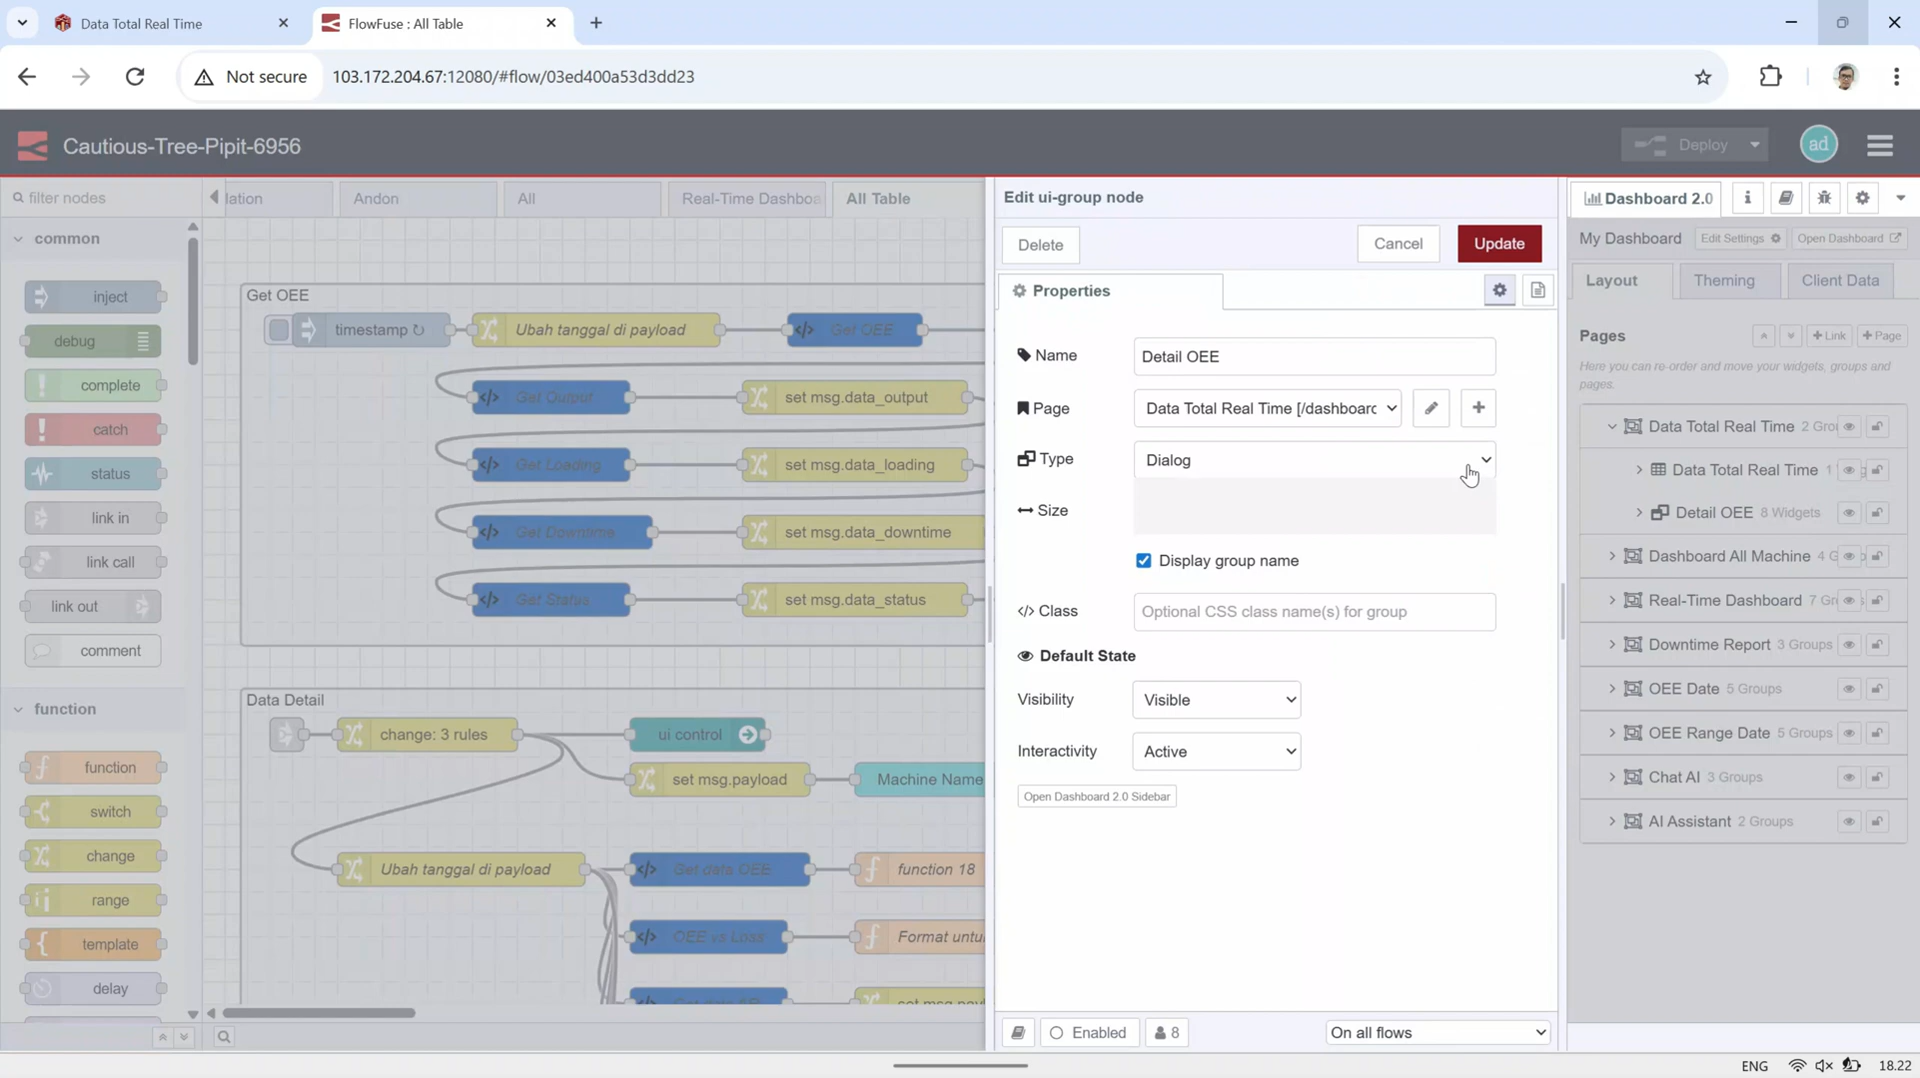 Data Total Real Time
FlowFuse : All Table
Not secure
103.172.204.67:12080/#flow/03ed400a53d3dd23
Cautious-Tree-Pipit-6956
Deploy
ad
filter nodes
lation
Andon
All
Real-Time Dashboa
All Table
Edit ui-group node
Dashboard 2.0
common
Delete
Cancel
Update
My Dashboard
Edit Settings
Open Dashboard
Layout
Theming
Client Data
Properties
inject
debug
complete
catch
status
link in
link call
link out
comment
function
function
switch
change
range
template
delay
Get OEE
timestamp ↻
Ubah tanggal di payload
Get OEE
Get Output
set msg.data_output
Get Loading
set msg.data_loading
Get Downtime
set msg.data_downtime
Get Status
set msg.data_status
Data Detail
change: 3 rules
ui control
set msg.payload
Machine Name
Ubah tanggal di payload
Get data OEE
function 18
OEE vs Loss
Format untu
set msg.payl
Name
Detail OEE
Page
Data Total Real Time [/dashboard
Type
Dialog
Size
Display group name
Class
Optional CSS class name(s) for group
Default State
Visibility
Visible
Interactivity
Active
Open Dashboard 2.0 Sidebar
Enabled
8
On all flows
Pages
+Link
+Page
Here you can re-order and move your widgets, groups and
pages.
Data Total Real Time 2 Grou
Data Total Real Time 1
Detail OEE 8 Widgets
Dashboard All Machine 4 G
Real-Time Dashboard 7 Gr
Downtime Report 3 Groups
OEE Date 5 Groups
OEE Range Date 5 Groups
Chat AI 3 Groups
AI Assistant 2 Groups
ENG
18.22